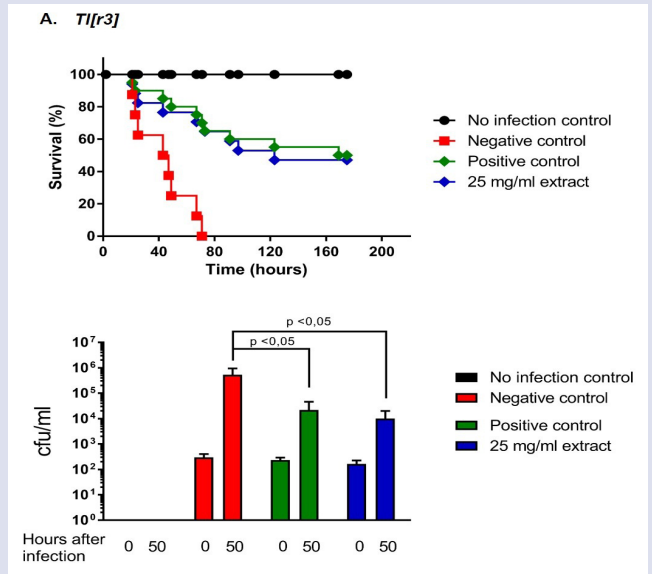 A. Tl[r3]
Survival (%)
100
80
60
40
20
0
0 40 80 120 160 200
Time (hours)
No infection control
Negative control
Positive control
25 mg/ml extract
p <0,05
p <0,05
cfu/ml
10⁷
10⁶
10⁵
10⁴
10³
10²
10¹
10⁰
Hours after
infection
0 50 0 50 0 50 0 50
No infection control
Negative control
Positive control
25 mg/ml extract